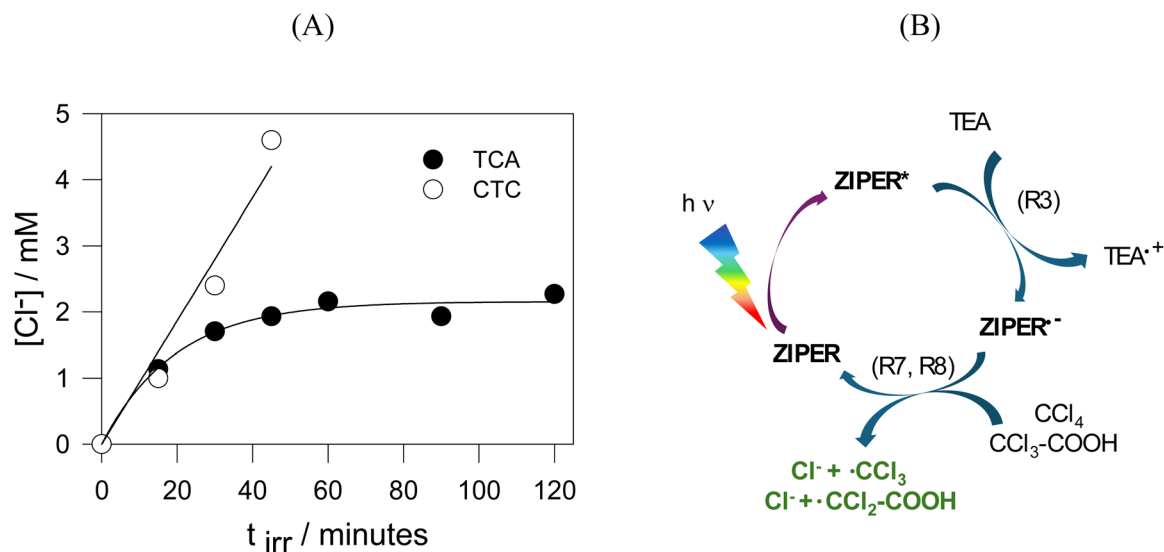 (A)
(B)
[Cl-] / mM
5
4
3
2
1
0
TCA
CTC
0
20
40
60
80
100
120
t irr / minutes
TEA
ZIPER*
(R3)
h ν
TEA•+
ZIPER•-
ZIPER
(R7, R8)
CCl4
CCl3-COOH
Cl- + ·CCl3
Cl- + ·CCl2-COOH